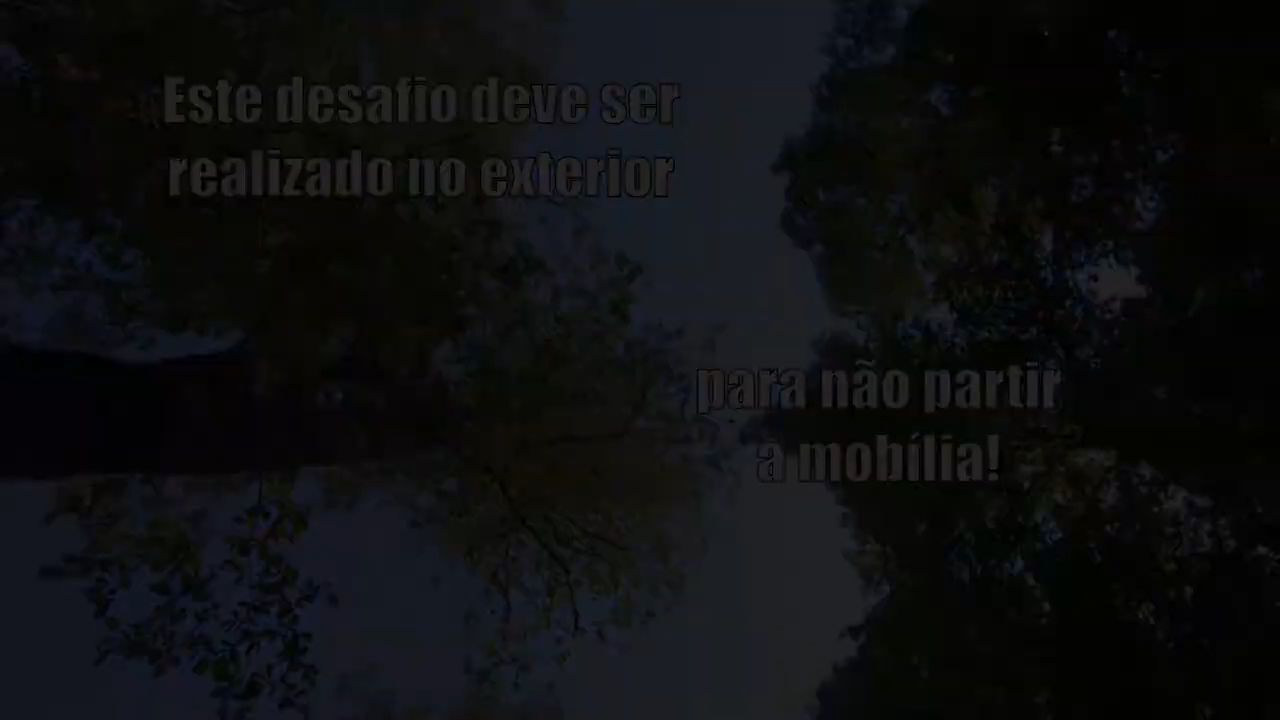 Este desafio deve ser
realizado no exterior
para não partir
a mobília!